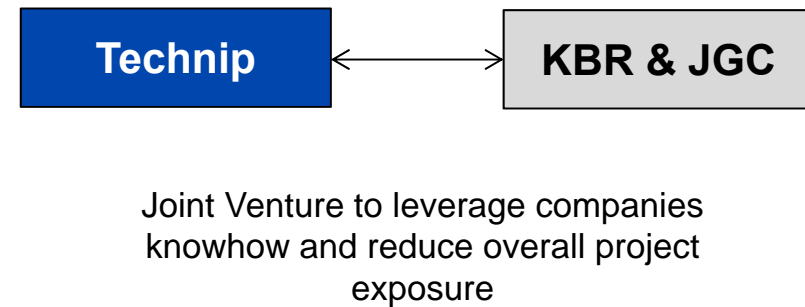 Technip
KBR & JGC
Joint Venture to leverage companies
knowhow and reduce overall project
exposure